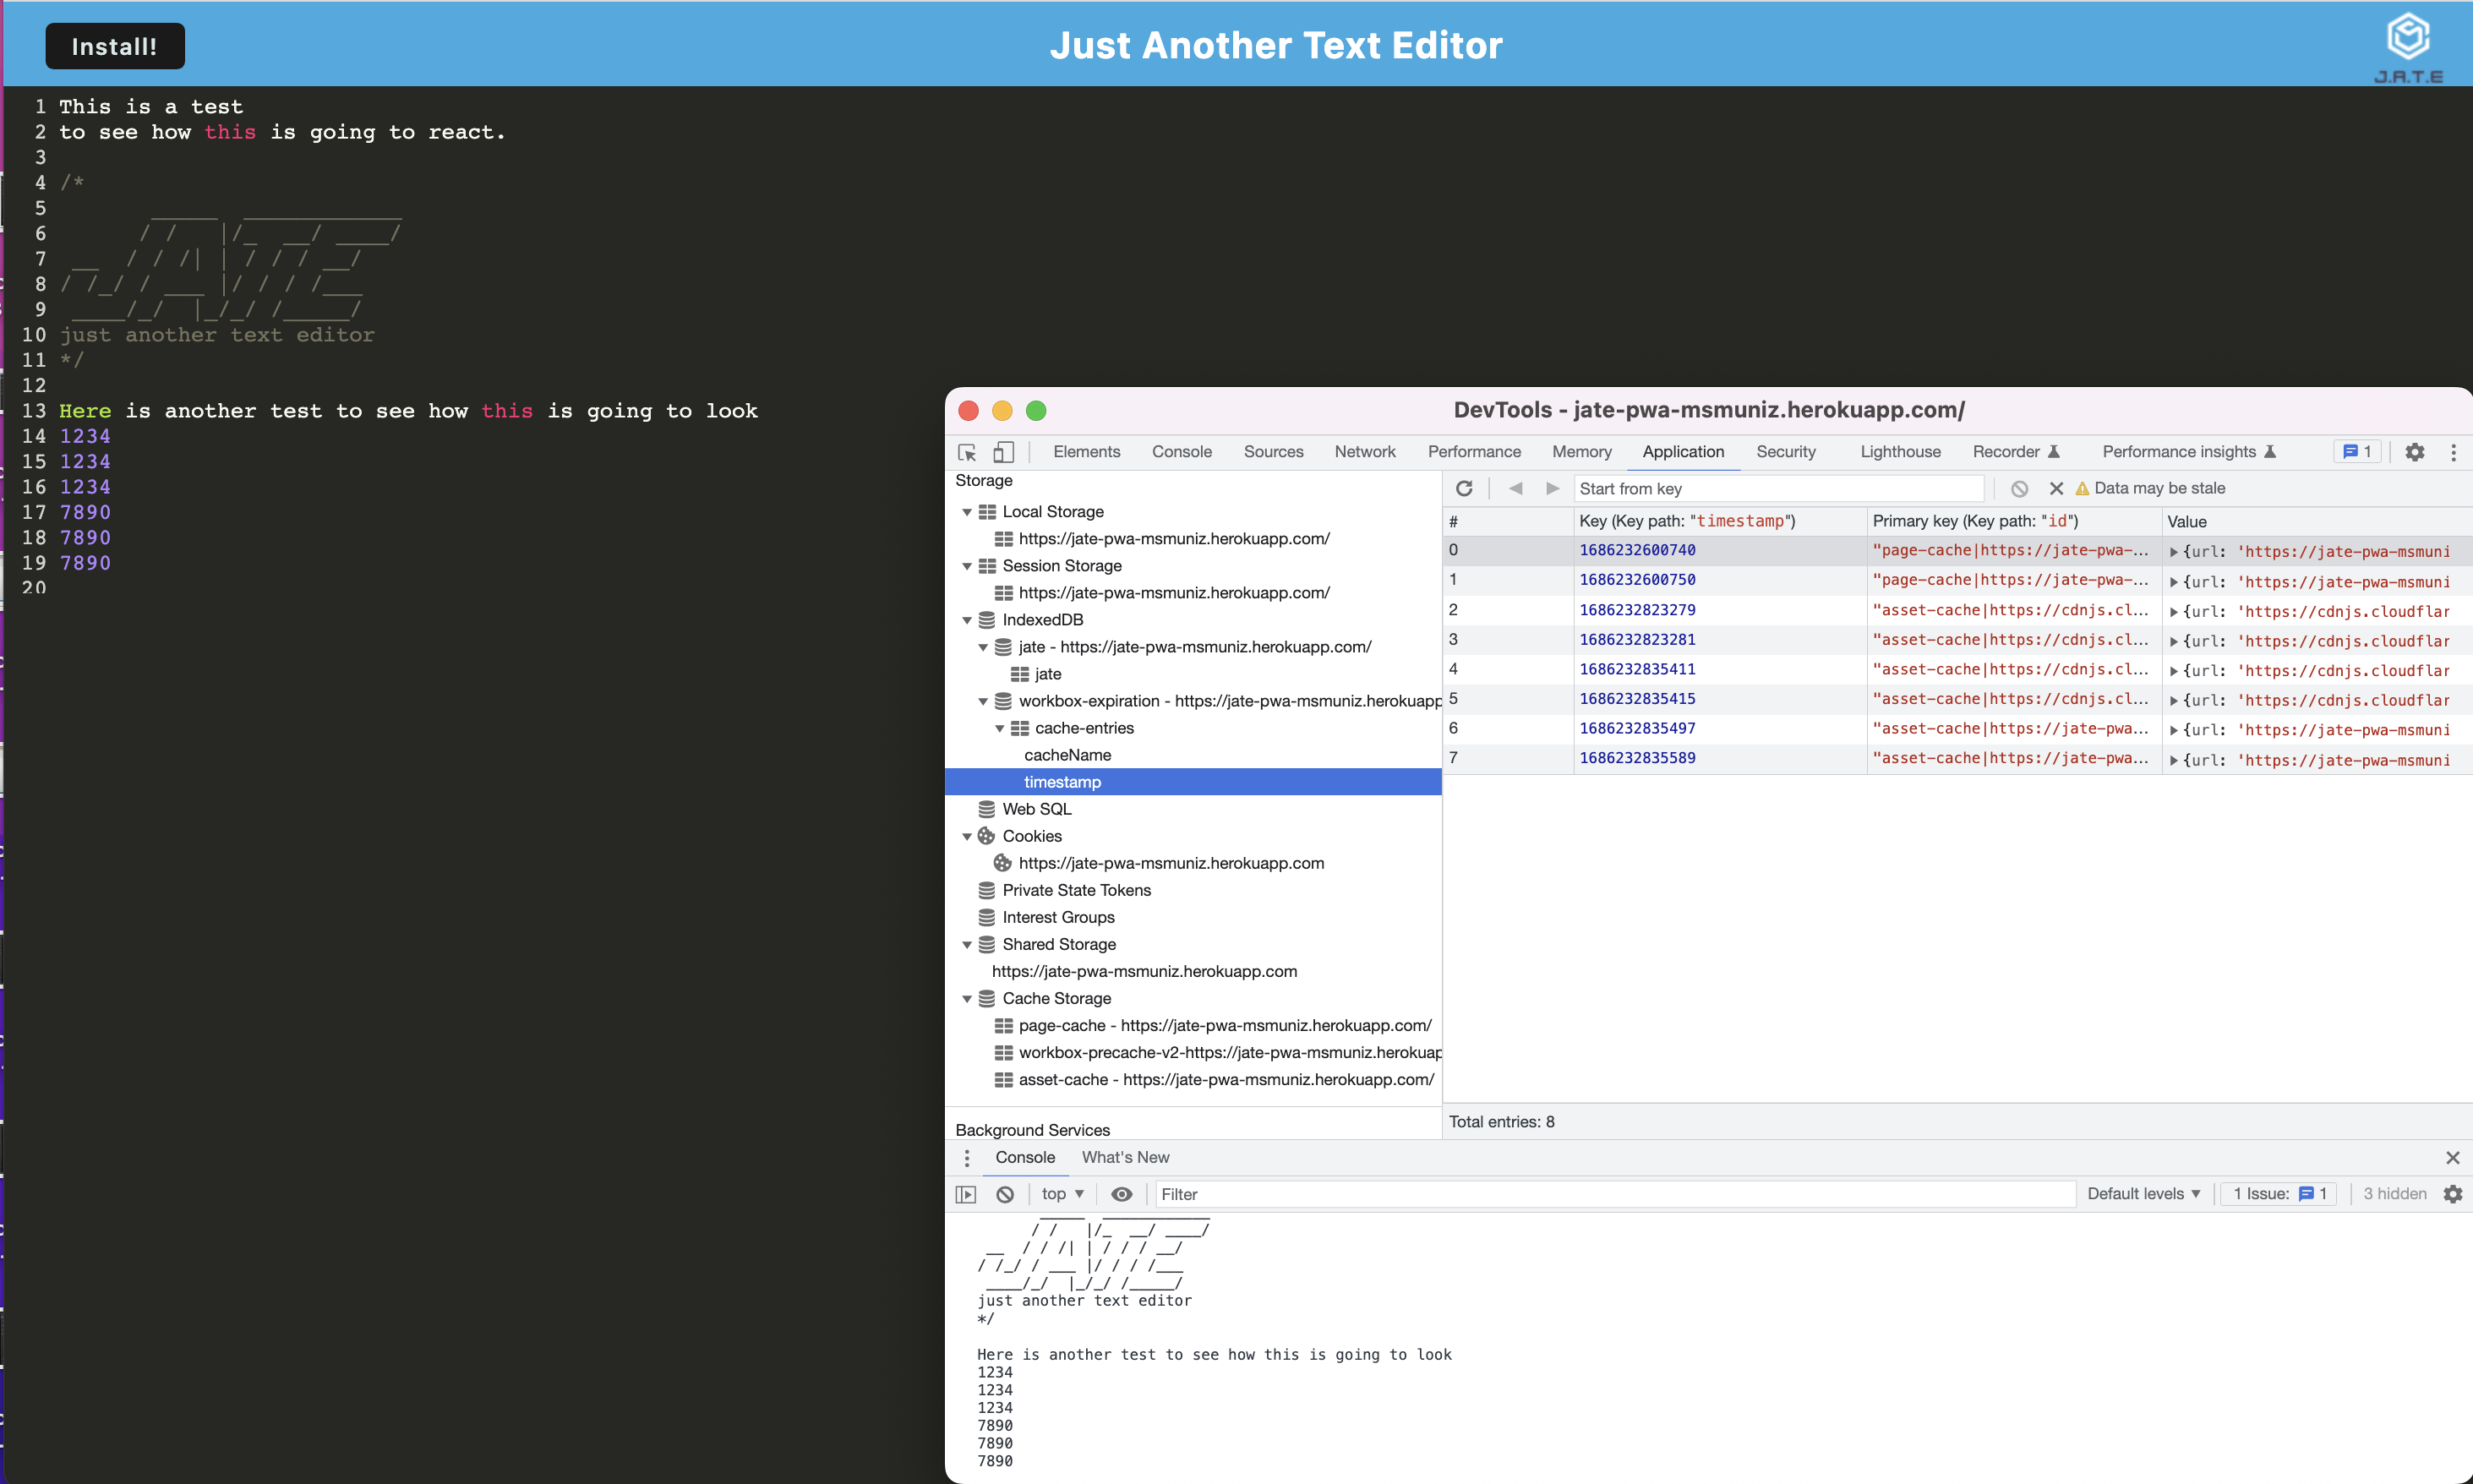 Install!
Just Another Text Editor
J.A.T.E
1 This is a test
2 to see how this is going to react.
3
4 /*
5        ______  ____________
6       / /   |/_  __/ ____/
7  __  / / /| | / / / __/
8 / /_/ / ___ |/ / / /___
9  ____/_/  |_/_/ /_____/
10 just another text editor
11 */
12
13 Here is another test to see how this is going to look
14 1234
15 1234
16 1234
17 7890
18 7890
19 7890
20
DevTools - jate-pwa-msmuniz.herokuapp.com/
Elements Console Sources Network Performance Memory Application Security Lighthouse Recorder Performance insights 1
Storage
Local Storage
https://jate-pwa-msmuniz.herokuapp.com/
Session Storage
https://jate-pwa-msmuniz.herokuapp.com/
IndexedDB
jate - https://jate-pwa-msmuniz.herokuapp.com/
jate
workbox-expiration - https://jate-pwa-msmuniz.herokuapp
cache-entries
cacheName
timestamp
Web SQL
Cookies
https://jate-pwa-msmuniz.herokuapp.com
Private State Tokens
Interest Groups
Shared Storage
https://jate-pwa-msmuniz.herokuapp.com
Cache Storage
page-cache - https://jate-pwa-msmuniz.herokuapp.com/
workbox-precache-v2-https://jate-pwa-msmuniz.herokuap
asset-cache - https://jate-pwa-msmuniz.herokuapp.com/
Background Services
Start from key Data may be stale
# Key (Key path: "timestamp") Primary key (Key path: "id") Value
0 1686232600740 "page-cache|https://jate-pwa-... {url: 'https://jate-pwa-msmuni
1 1686232600750 "page-cache|https://jate-pwa-... {url: 'https://jate-pwa-msmuni
2 1686232823279 "asset-cache|https://cdnjs.cl... {url: 'https://cdnjs.cloudflar
3 1686232823281 "asset-cache|https://cdnjs.cl... {url: 'https://cdnjs.cloudflar
4 1686232835411 "asset-cache|https://cdnjs.cl... {url: 'https://cdnjs.cloudflar
5 1686232835415 "asset-cache|https://cdnjs.cl... {url: 'https://cdnjs.cloudflar
6 1686232835497 "asset-cache|https://jate-pwa... {url: 'https://jate-pwa-msmuni
7 1686232835589 "asset-cache|https://jate-pwa... {url: 'https://jate-pwa-msmuni
Total entries: 8
Console What's New
top Filter Default levels 1 Issue: 1 3 hidden
       ______  ____________
      / /   |/_  __/ ____/
 __  / / /| | / / / __/
/ /_/ / ___ |/ / / /___
 ____/_/  |_/_/ /_____/
just another text editor
*/
Here is another test to see how this is going to look
1234
1234
1234
7890
7890
7890